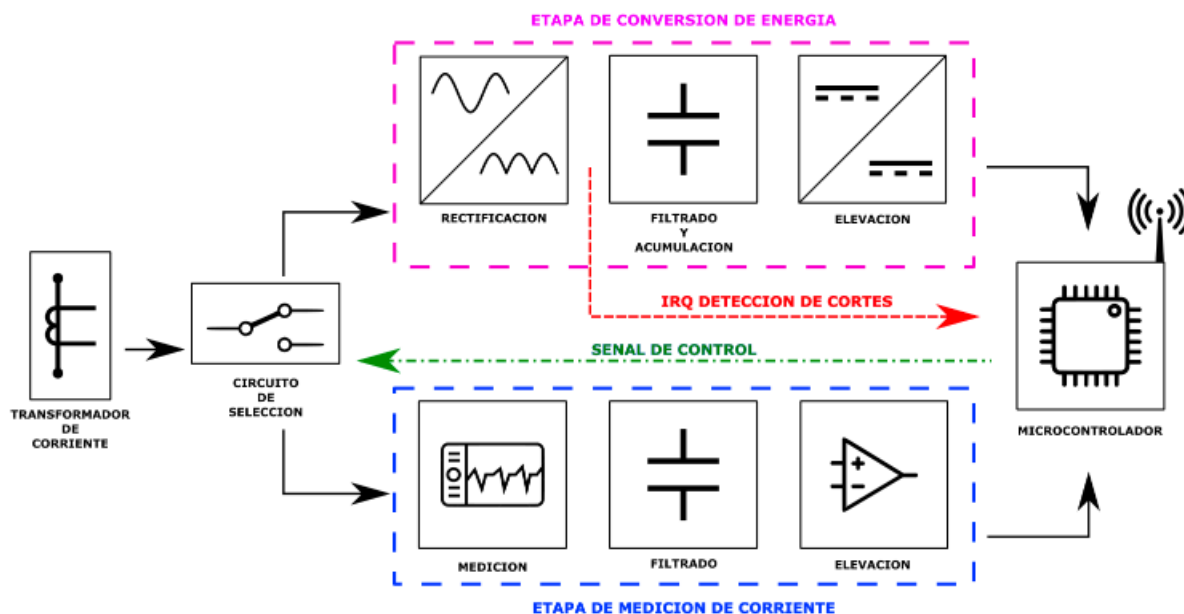 ETAPA DE CONVERSION DE ENERGIA
RECTIFICACION
FILTRADO
Y
ACUMULACION
ELEVACION
IRQ DETECCION DE CORTES
SENAL DE CONTROL
TRANSFORMADOR
DE
CORRIENTE
CIRCUITO
DE
SELECCION
MICROCONTROLADOR
MEDICION
FILTRADO
ELEVACION
ETAPA DE MEDICION DE CORRIENTE